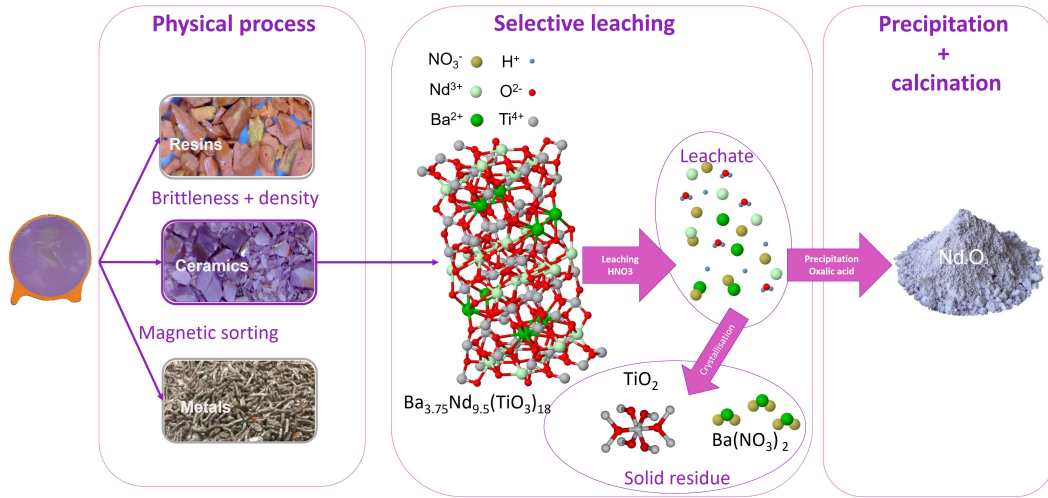 Physical process
Resins
Brittleness + density
Ceramics
Magnetic sorting
Metals
Selective leaching
NO₃⁻
H⁺
Nd³⁺
O²⁻
Ba²⁺
Ti⁴⁺
Ba₃.₇₅Nd₉.₅(TiO₃)₁₈
Leaching
HNO3
Leachate
Crystallisation
TiO₂
Ba(NO₃)₂
Solid residue
Precipitation
+
calcination
Precipitation
Oxalic acid
Nd₂O₃